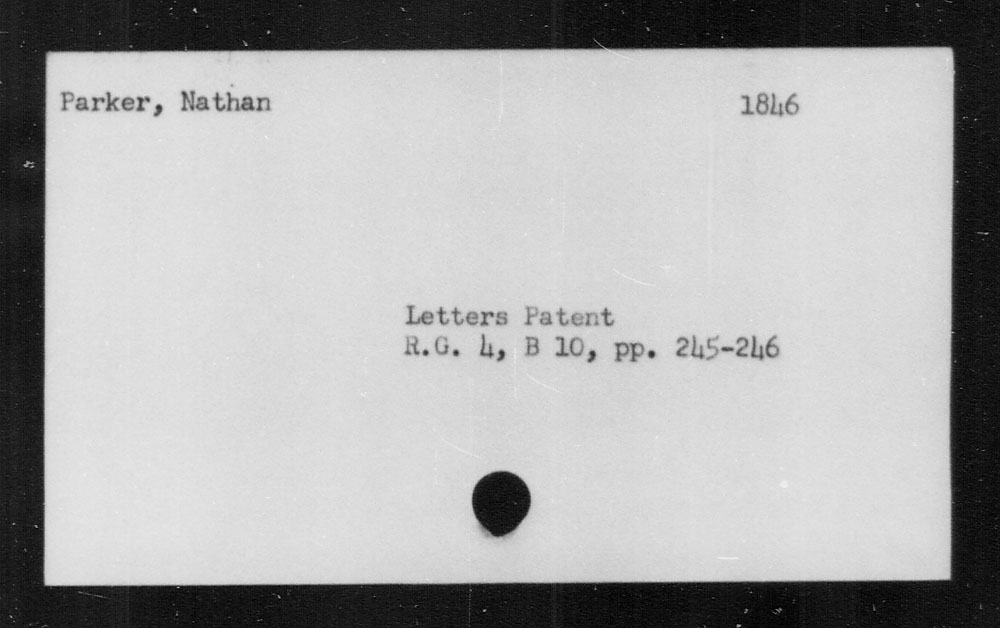 Parker, Nathan 1846
Letters Patent
R.G. 4, B 10, pp. 245-246